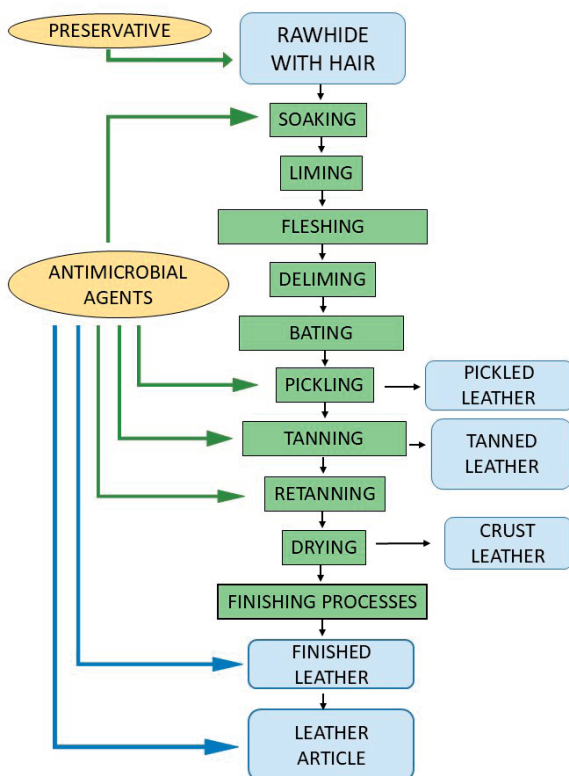 PRESERVATIVE
RAWHIDE
WITH HAIR
SOAKING
LIMING
FLESHING
ANTIMICROBIAL
AGENTS
DELIMING
BATING
PICKLING
PICKLED
LEATHER
TANNING
TANNED
LEATHER
RETANNING
DRYING
CRUST
LEATHER
FINISHING PROCESSES
FINISHED
LEATHER
LEATHER
ARTICLE